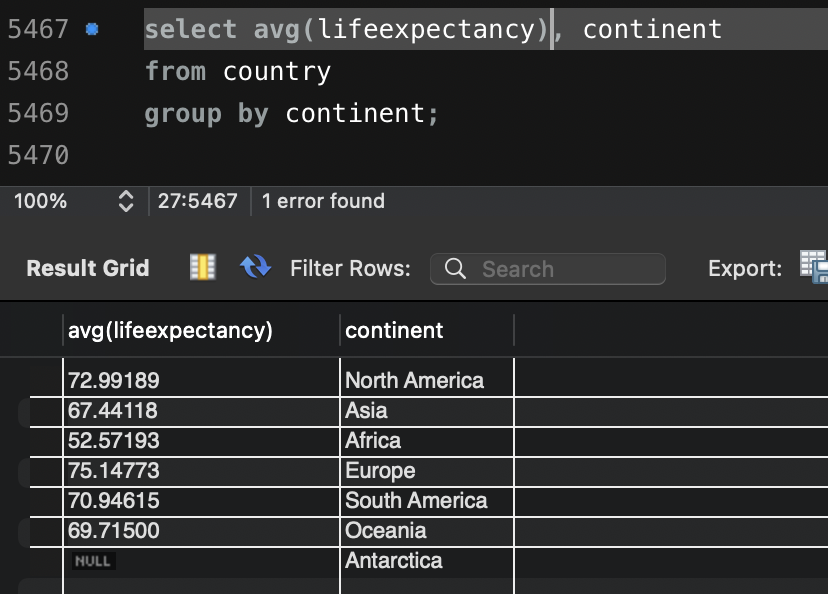 5467 select avg(lifeexpectancy), continent
5468 from country
5469 group by continent;
5470
100% 27:5467 1 error found
Result Grid Filter Rows: Search Export:
avg(lifeexpectancy) continent
72.99189 North America
67.44118 Asia
52.57193 Africa
75.14773 Europe
70.94615 South America
69.71500 Oceania
NULL Antarctica